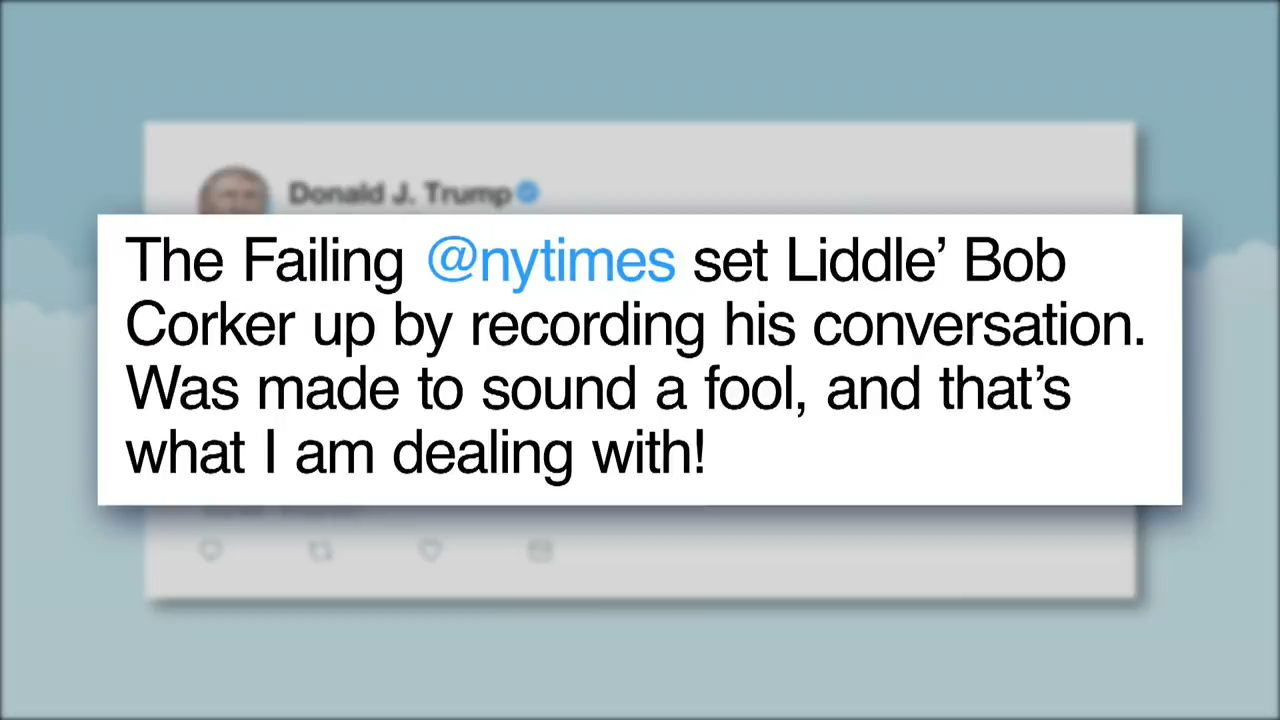 Donald J. Trump
The Failing @nytimes set Liddle’ Bob
Corker up by recording his conversation.
Was made to sound a fool, and that’s
what I am dealing with!